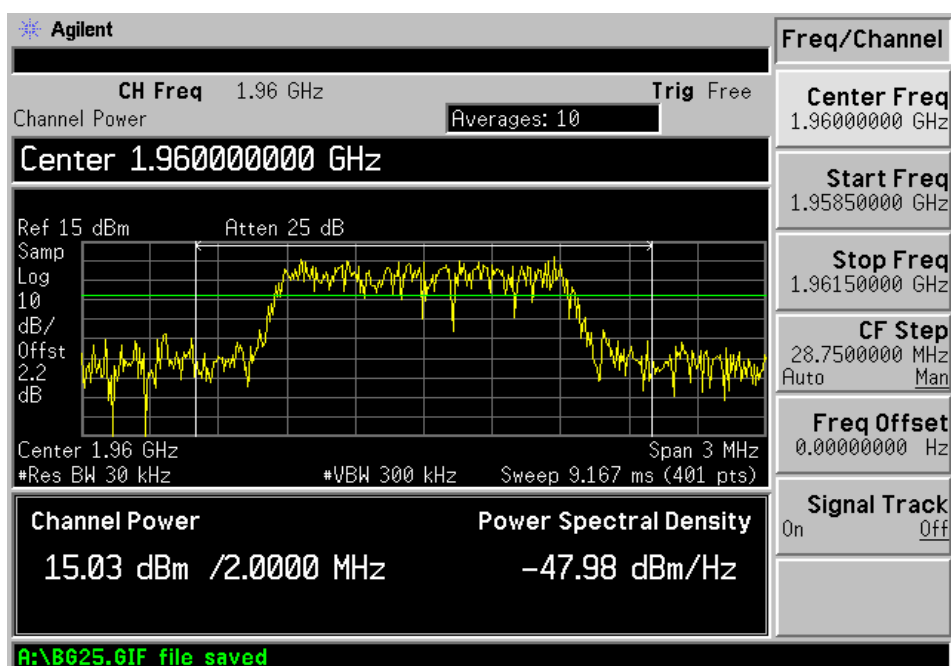 Agilent
Freq/Channel
CH Freq 1.96 GHz Trig Free
Channel Power Averages: 10
Center 1.960000000 GHz
Ref 15 dBm Atten 25 dB
Samp
Log
10
dB/
Offst
2.2
dB
Center 1.96 GHz Span 3 MHz
#Res BW 30 kHz #VBW 300 kHz Sweep 9.167 ms (401 pts)
Channel Power Power Spectral Density
15.03 dBm /2.0000 MHz -47.98 dBm/Hz
A:\BG25.GIF file saved
Center Freq
1.96000000 GHz
Start Freq
1.95850000 GHz
Stop Freq
1.96150000 GHz
CF Step
28.7500000 MHz
Auto Man
Freq Offset
0.00000000 Hz
Signal Track
On Off